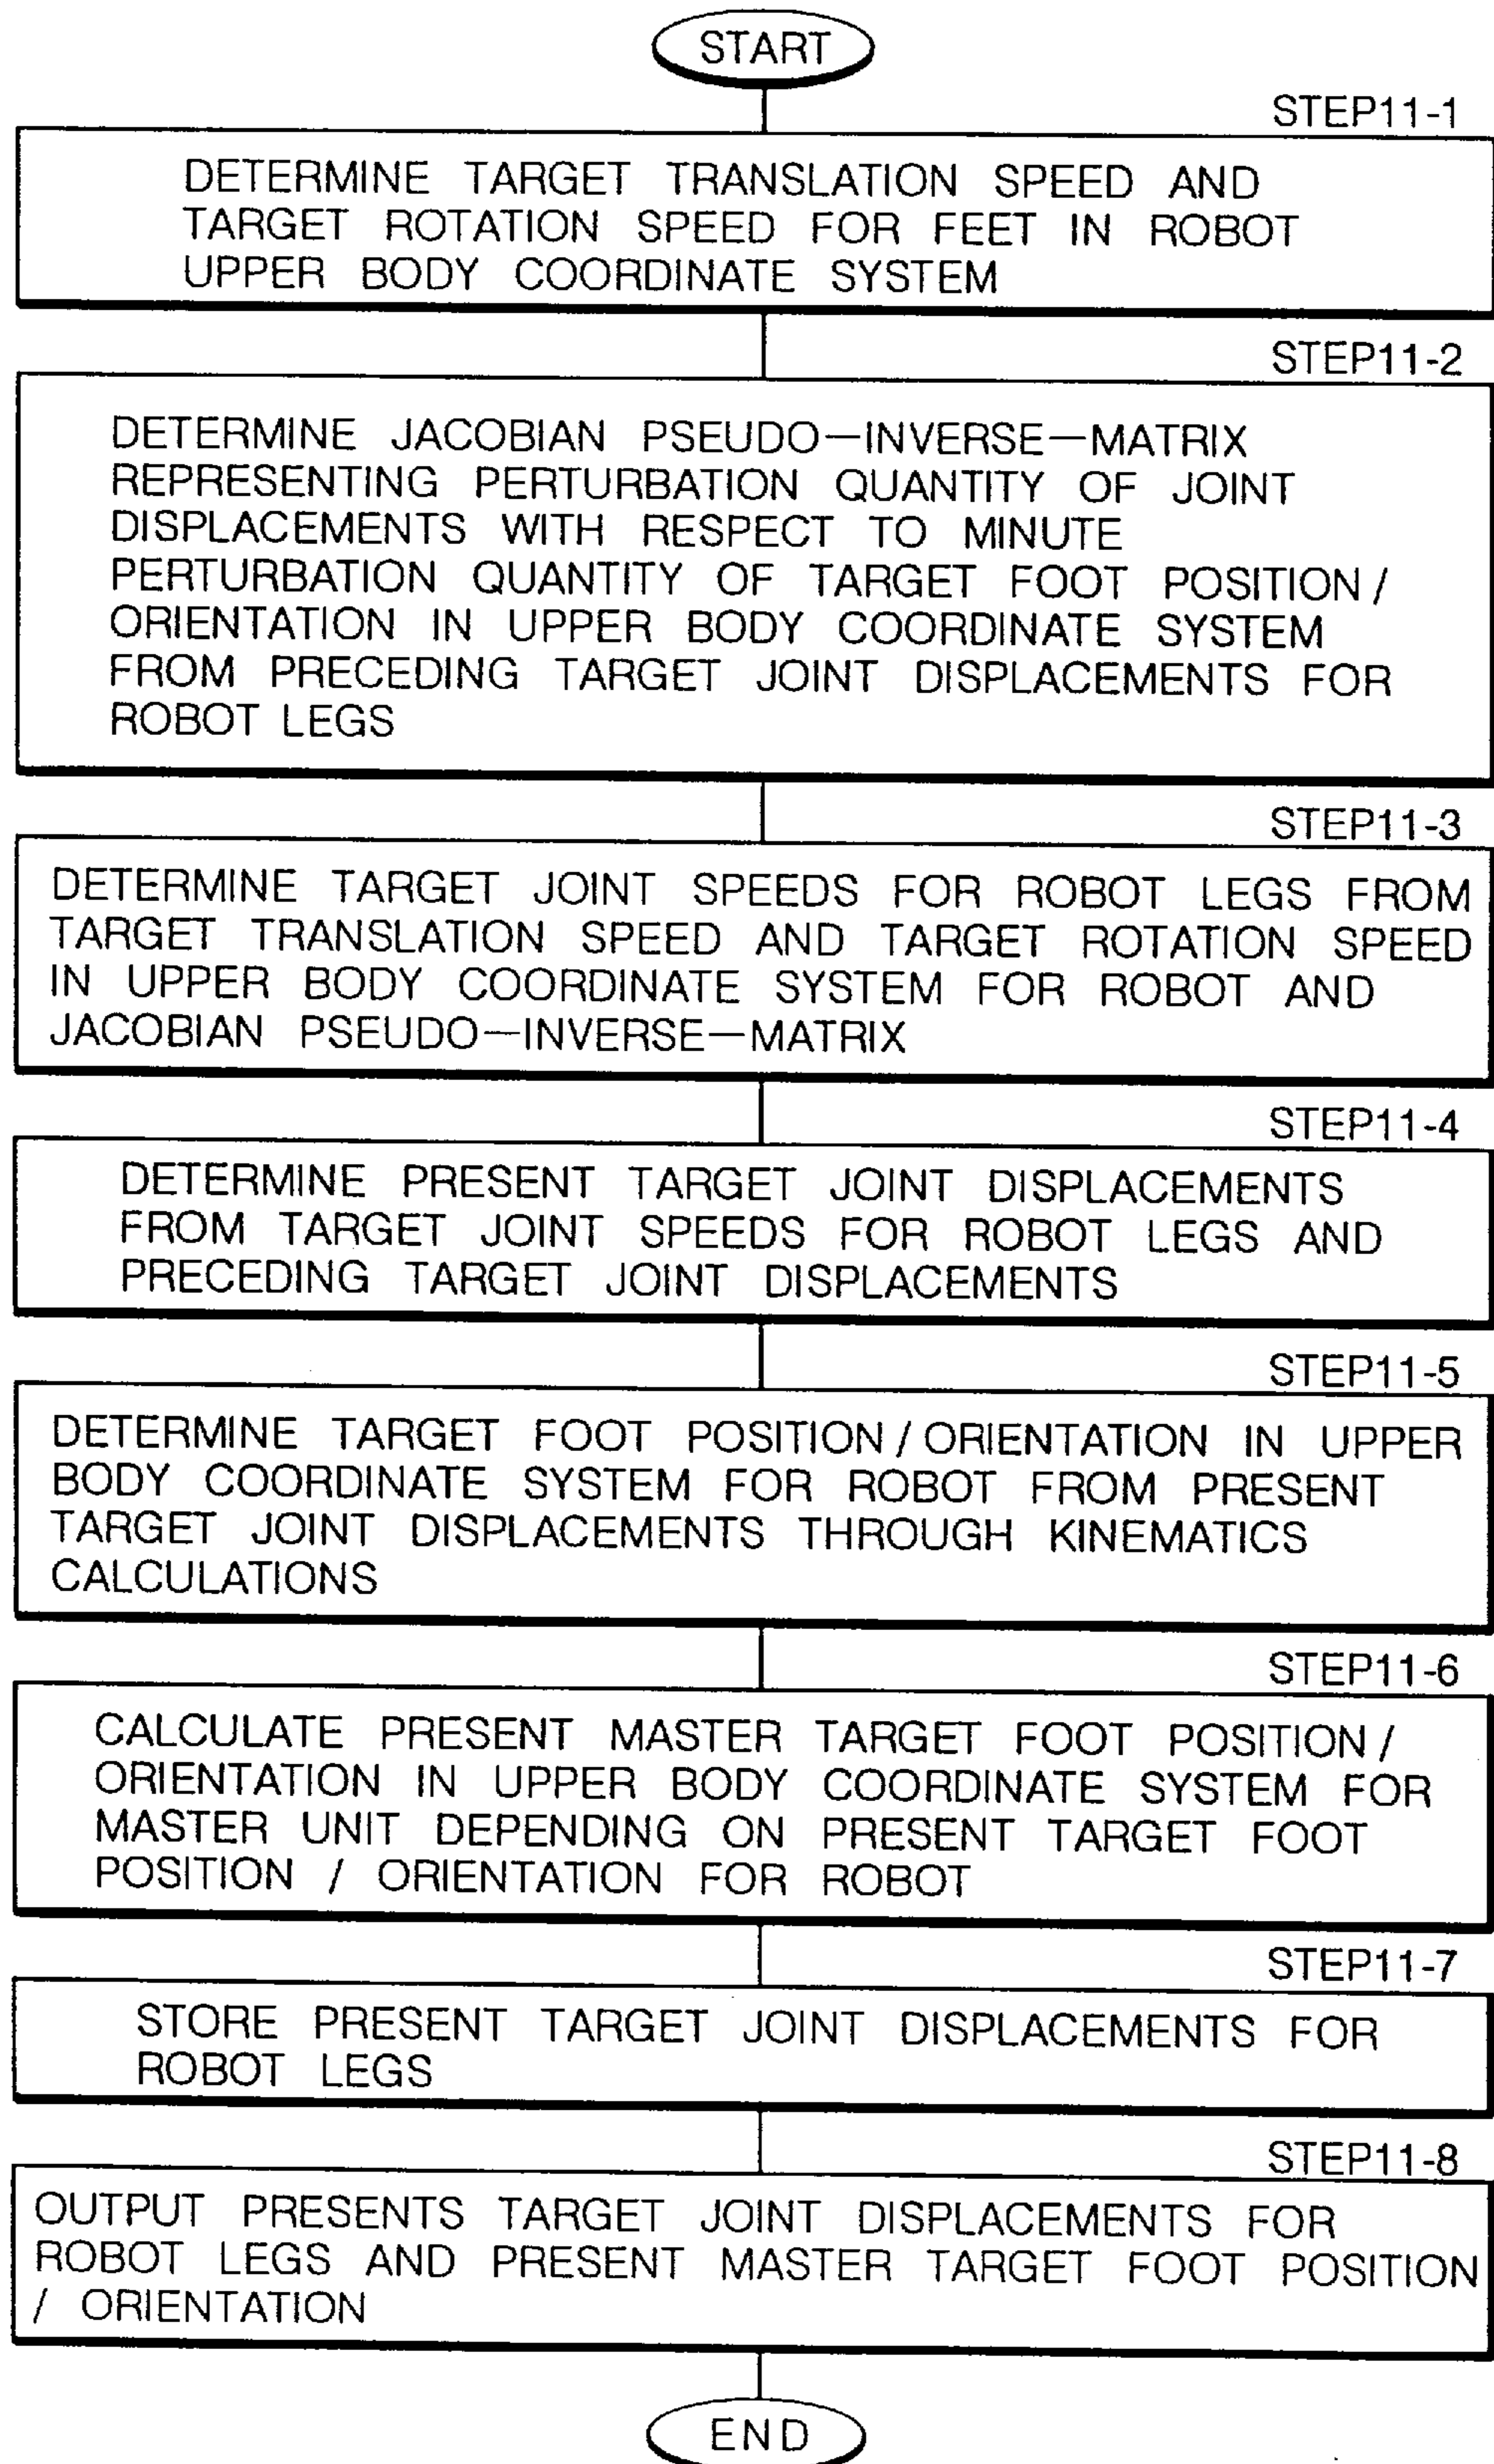 START
STEP11-1
DETERMINE TARGET TRANSLATION SPEED AND
TARGET ROTATION SPEED FOR FEET IN ROBOT
UPPER BODY COORDINATE SYSTEM
STEP11-2
DETERMINE JACOBIAN PSEUDO—INVERSE—MATRIX
REPRESENTING PERTURBATION QUANTITY OF JOINT
DISPLACEMENTS WITH RESPECT TO MINUTE
PERTURBATION QUANTITY OF TARGET FOOT POSITION /
ORIENTATION IN UPPER BODY COORDINATE SYSTEM
FROM PRECEDING TARGET JOINT DISPLACEMENTS FOR
ROBOT LEGS
STEP11-3
DETERMINE TARGET JOINT SPEEDS FOR ROBOT LEGS FROM
TARGET TRANSLATION SPEED AND TARGET ROTATION SPEED
IN UPPER BODY COORDINATE SYSTEM FOR ROBOT AND
JACOBIAN PSEUDO—INVERSE—MATRIX
STEP11-4
DETERMINE PRESENT TARGET JOINT DISPLACEMENTS
FROM TARGET JOINT SPEEDS FOR ROBOT LEGS AND
PRECEDING TARGET JOINT DISPLACEMENTS
STEP11-5
DETERMINE TARGET FOOT POSITION / ORIENTATION IN UPPER
BODY COORDINATE SYSTEM FOR ROBOT FROM PRESENT
TARGET JOINT DISPLACEMENTS THROUGH KINEMATICS
CALCULATIONS
STEP11-6
CALCULATE PRESENT MASTER TARGET FOOT POSITION /
ORIENTATION IN UPPER BODY COORDINATE SYSTEM FOR
MASTER UNIT DEPENDING ON PRESENT TARGET FOOT
POSITION / ORIENTATION FOR ROBOT
STEP11-7
STORE PRESENT TARGET JOINT DISPLACEMENTS FOR
ROBOT LEGS
STEP11-8
OUTPUT PRESENTS TARGET JOINT DISPLACEMENTS FOR
ROBOT LEGS AND PRESENT MASTER TARGET FOOT POSITION
/ ORIENTATION
END